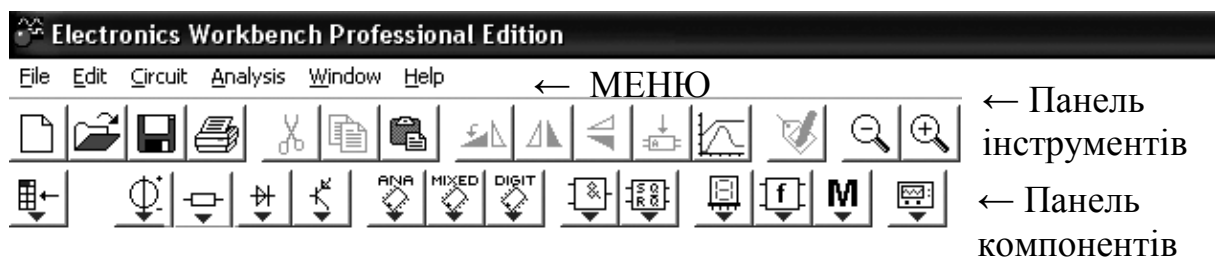 Electronics Workbench Professional Edition
File Edit Circuit Analysis Window Help
← МЕНЮ
← Панель
інструментів
A
ANA MIXED DIGIT & S Q R Q f M
← Панель
компонентів